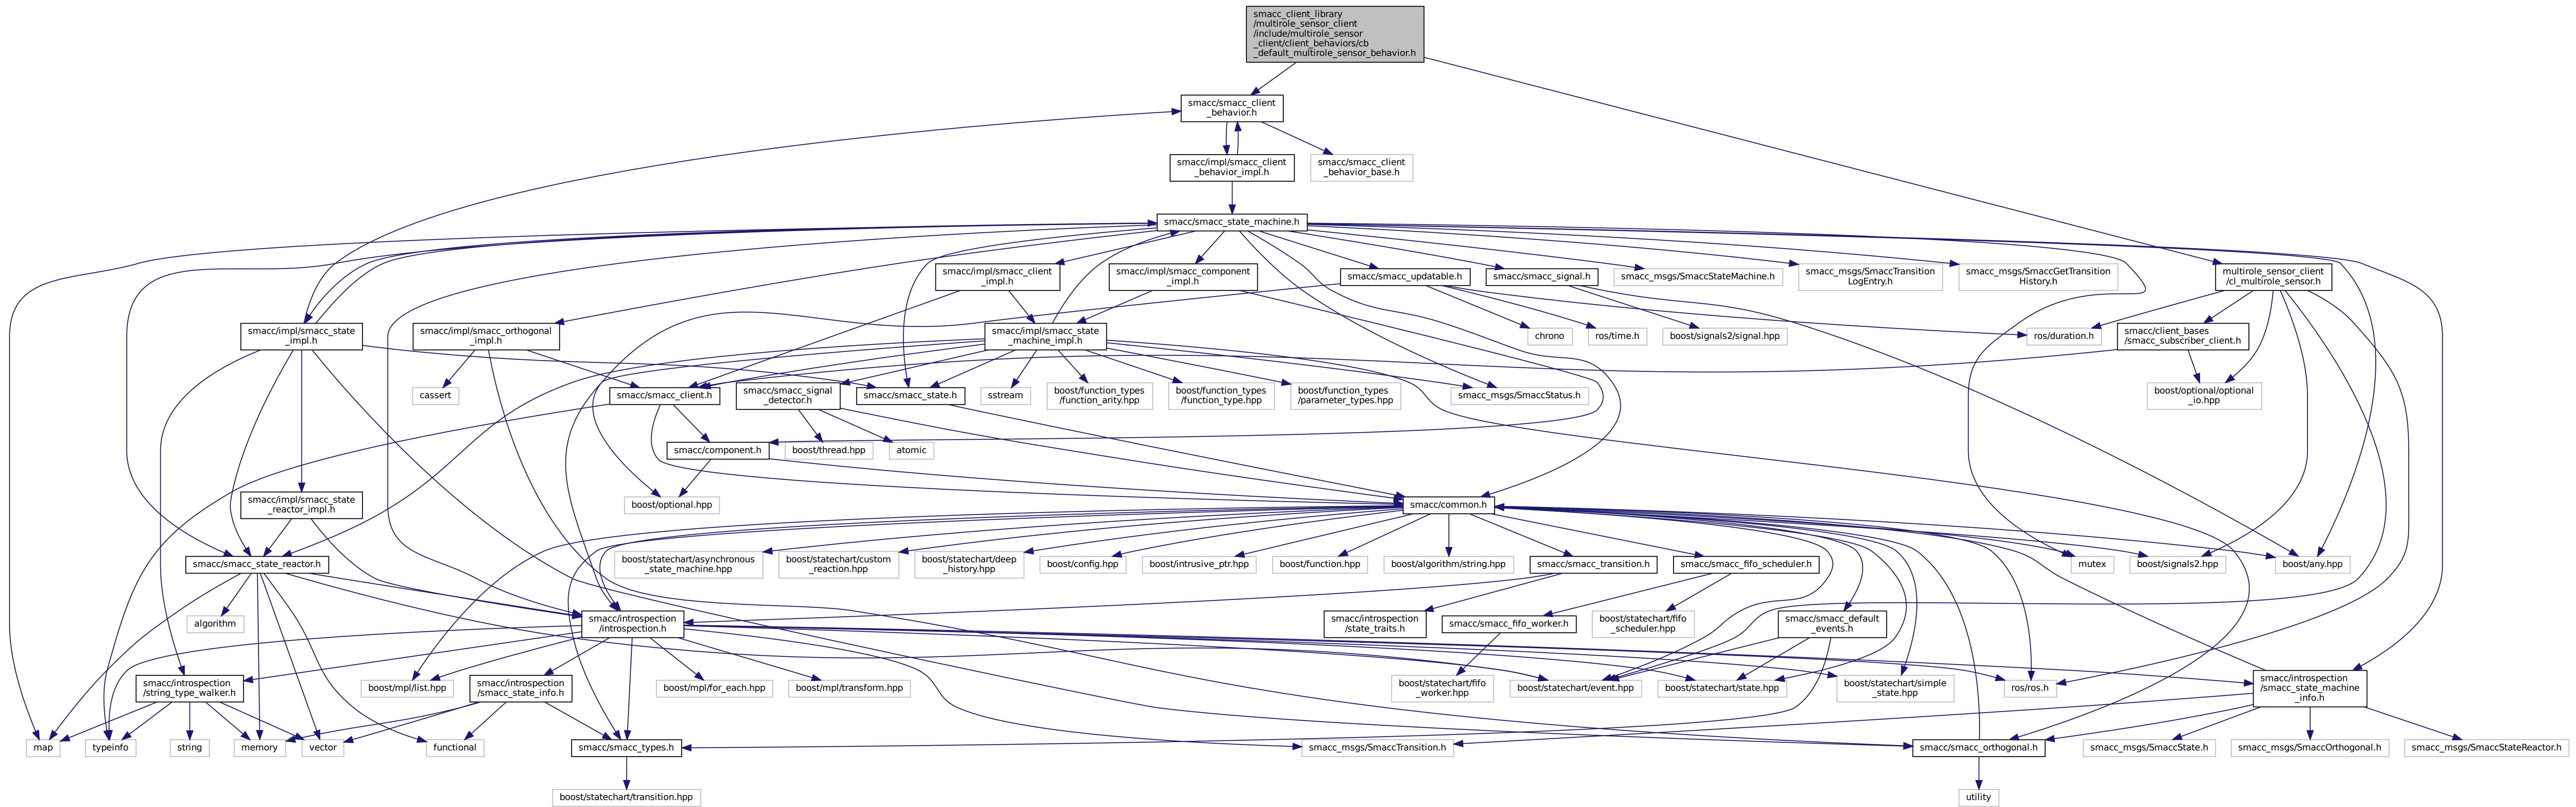 smacc_client_library
/multirole_sensor_client
/include/multirole_sensor
_client/client_behaviors/cb
_default_multirole_sensor_behavior.h
smacc/smacc_client
_behavior.h
smacc/impl/smacc_client
_behavior_impl.h
smacc/smacc_client
_behavior_base.h
smacc/smacc_state_machine.h
smacc/impl/smacc_client
_impl.h
smacc/impl/smacc_component
_impl.h
smacc/smacc_updatable.h
smacc/smacc_signal.h
smacc_msgs/SmaccStateMachine.h
smacc_msgs/SmaccTransition
LogEntry.h
smacc_msgs/SmaccGetTransition
History.h
multirole_sensor_client
/cl_multirole_sensor.h
smacc/impl/smacc_state
_impl.h
smacc/impl/smacc_orthogonal
_impl.h
smacc/impl/smacc_state
_machine_impl.h
chrono
ros/time.h
boost/signals2/signal.hpp
ros/duration.h
smacc/client_bases
/smacc_subscriber_client.h
cassert
smacc/smacc_client.h
smacc/smacc_signal
_detector.h
smacc/smacc_state.h
sstream
boost/function_types
/function_arity.hpp
boost/function_types
/function_type.hpp
boost/function_types
/parameter_types.hpp
smacc_msgs/SmaccStatus.h
boost/optional/optional
_io.hpp
smacc/component.h
boost/thread.hpp
atomic
smacc/impl/smacc_state
_reactor_impl.h
boost/optional.hpp
smacc/common.h
smacc/smacc_state_reactor.h
boost/statechart/asynchronous
_state_machine.hpp
boost/statechart/custom
_reaction.hpp
boost/statechart/deep
_history.hpp
boost/config.hpp
boost/intrusive_ptr.hpp
boost/function.hpp
boost/algorithm/string.hpp
smacc/smacc_transition.h
smacc/smacc_fifo_scheduler.h
mutex
boost/signals2.hpp
boost/any.hpp
algorithm
smacc/introspection
/introspection.h
smacc/introspection
/state_traits.h
smacc/smacc_fifo_worker.h
boost/statechart/fifo
_scheduler.hpp
smacc/smacc_default
_events.h
smacc/introspection
/string_type_walker.h
boost/mpl/list.hpp
smacc/introspection
/smacc_state_info.h
boost/mpl/for_each.hpp
boost/mpl/transform.hpp
boost/statechart/fifo
_worker.hpp
boost/statechart/event.hpp
boost/statechart/state.hpp
boost/statechart/simple
_state.hpp
ros/ros.h
smacc/introspection
/smacc_state_machine
_info.h
map
typeinfo
string
memory
vector
functional
smacc/smacc_types.h
smacc_msgs/SmaccTransition.h
smacc/smacc_orthogonal.h
smacc_msgs/SmaccState.h
smacc_msgs/SmaccOrthogonal.h
smacc_msgs/SmaccStateReactor.h
boost/statechart/transition.hpp
utility